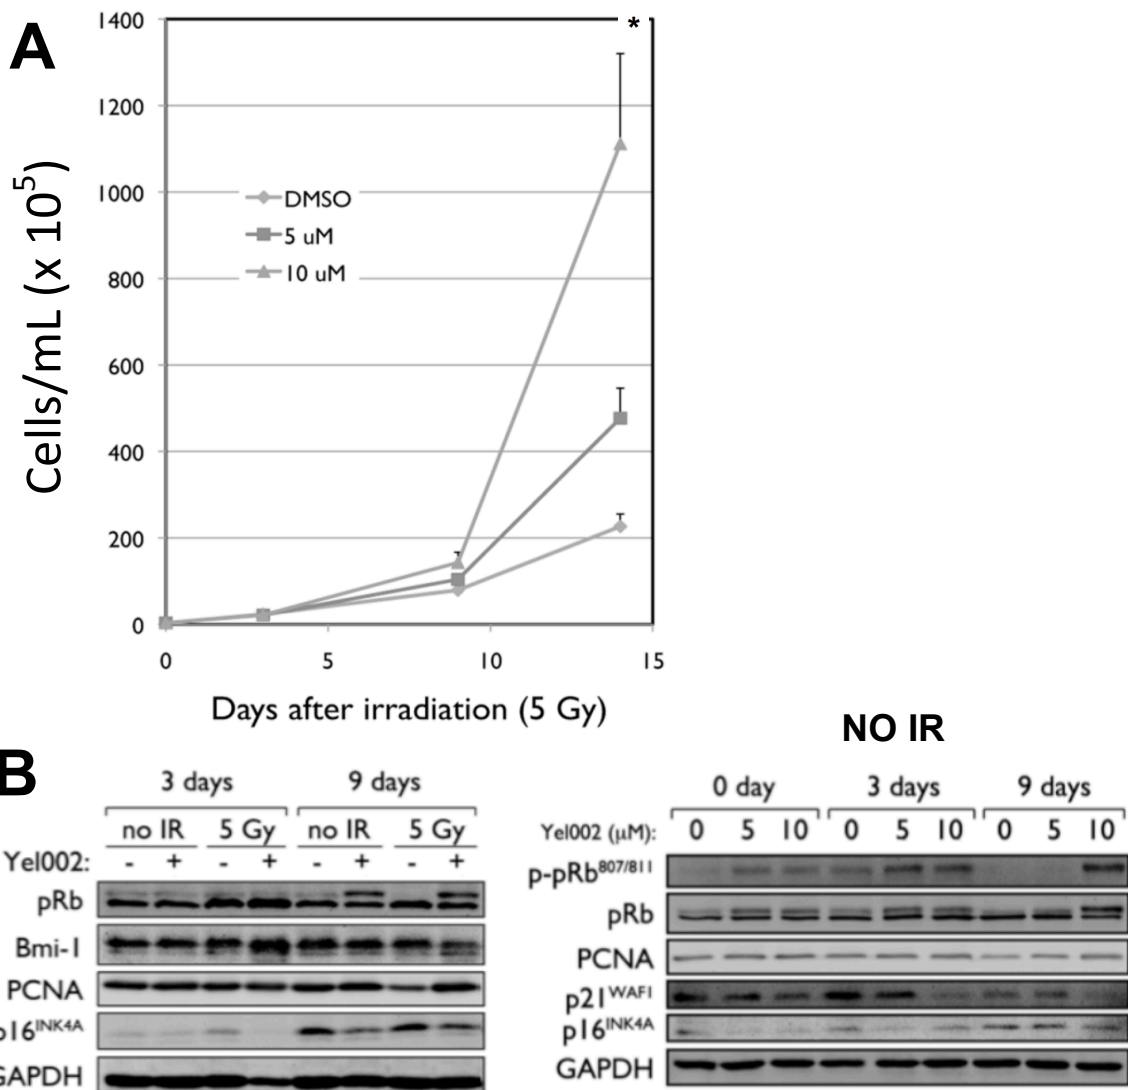 A
*
1400
1200
1000
800
600
400
200
0
Cells/mL (x 10⁵)
DMSO
5 uM
10 uM
0 5 10 15
Days after irradiation (5 Gy)
B
3 days 9 days
no IR 5 Gy no IR 5 Gy
Yel002: - + - + - + - +
pRb
Bmi-1
PCNA
p16INK4A
GAPDH
NO IR
0 day 3 days 9 days
Yel002 (μM): 0 5 10 0 5 10 0 5 10
p-pRb807/811
pRb
PCNA
p21WAF1
p16INK4A
GAPDH